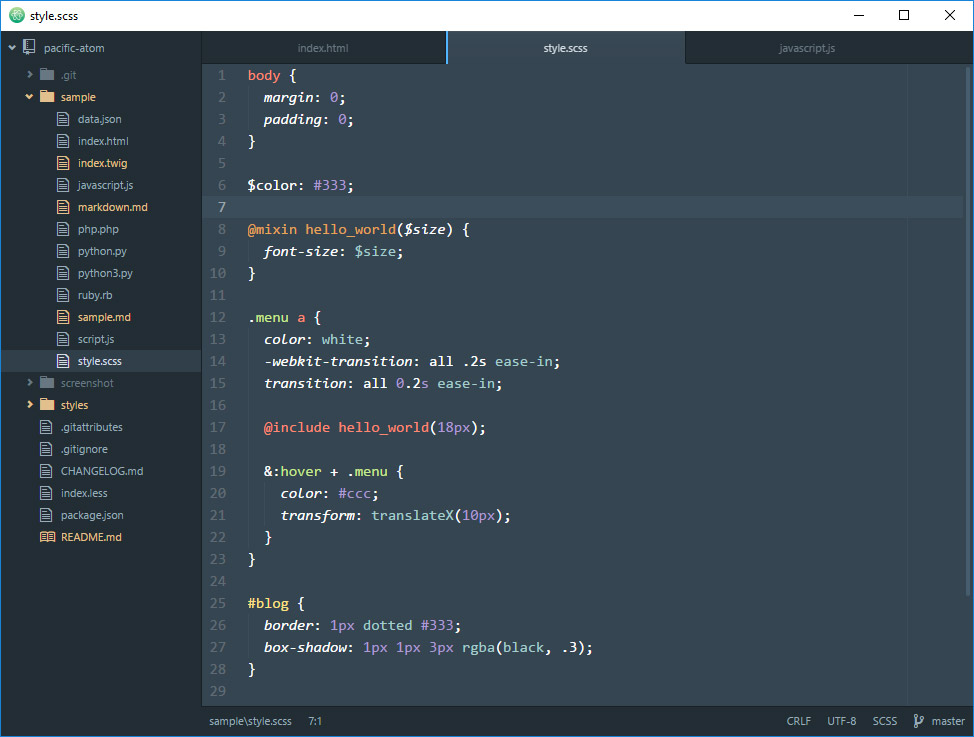 style.scss
pacific-atom
.git
sample
data.json
index.html
index.twig
javascript.js
markdown.md
php.php
python.py
python3.py
ruby.rb
sample.md
script.js
style.scss
screenshot
styles
.gitattributes
.gitignore
CHANGELOG.md
index.less
package.json
README.md
index.html style.scss javascript.js
1 body {
2   margin: 0;
3   padding: 0;
4 }
5
6 $color: #333;
7
8 @mixin hello_world($size) {
9   font-size: $size;
10 }
11
12 .menu a {
13   color: white;
14   -webkit-transition: all .2s ease-in;
15   transition: all 0.2s ease-in;
16
17   @include hello_world(18px);
18
19   &:hover + .menu {
20     color: #ccc;
21     transform: translateX(10px);
22   }
23 }
24
25 #blog {
26   border: 1px dotted #333;
27   box-shadow: 1px 1px 3px rgba(black, .3);
28 }
29
sample\style.scss 7:1 CRLF UTF-8 SCSS master